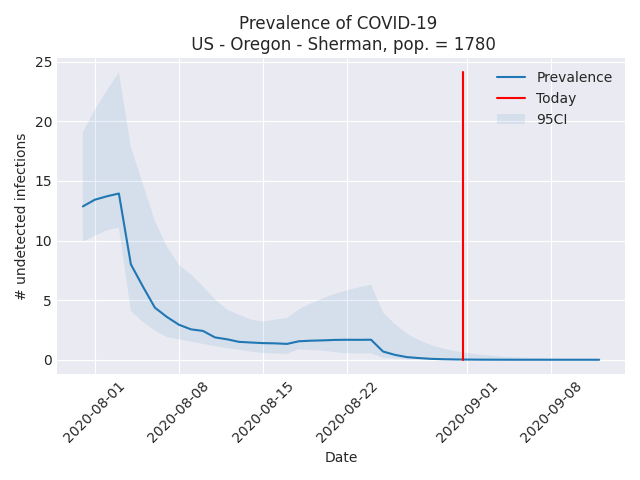 Prevalence of COVID-19
US - Oregon - Sherman, pop. = 1780
# undetected infections
25
20
15
10
5
0
Prevalence
Today
95CI
2020-08-01
2020-08-08
2020-08-15
2020-08-22
2020-09-01
2020-09-08
Date